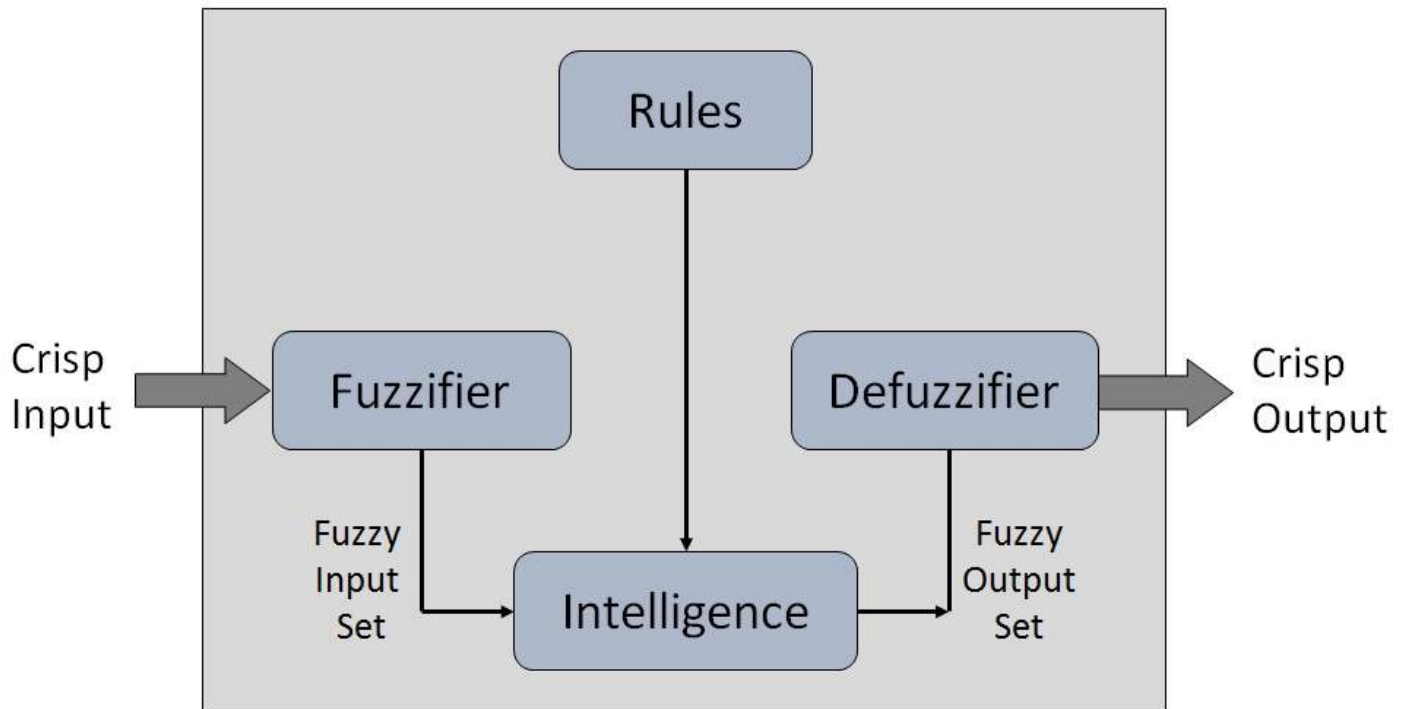 Rules
Crisp
Input
Fuzzifier
Defuzzifier
Crisp
Output
Fuzzy
Input
Set
Intelligence
Fuzzy
Output
Set